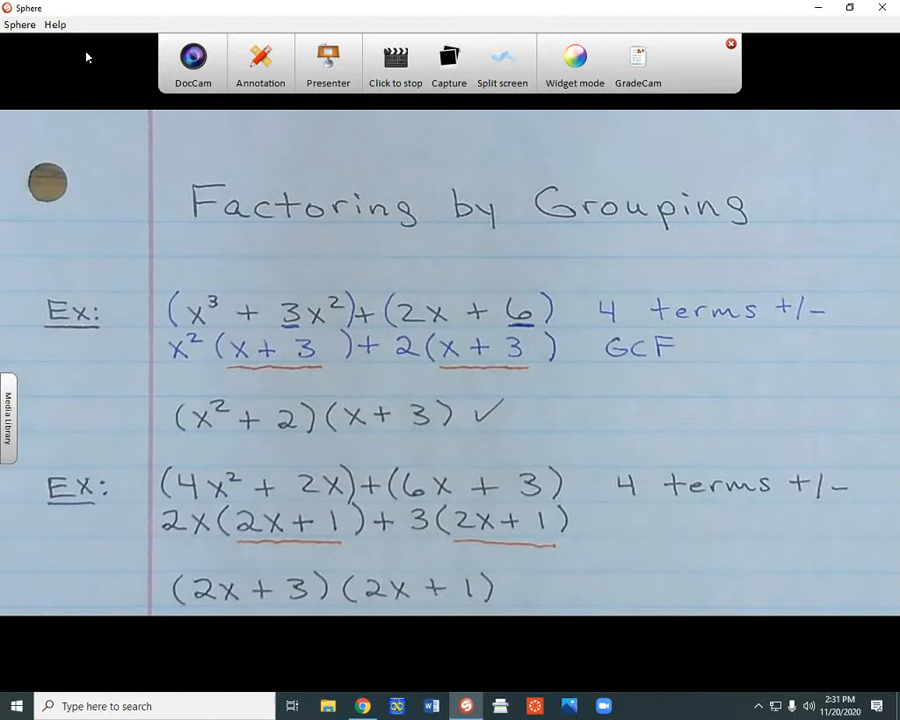 Sphere
Sphere Help
DocCam Annotation Presenter Click to stop Capture Split screen Widget mode GradeCam
Factoring by Grouping
Ex: (x³ + 3x²)+(2x + 6) 4 terms +/-
x²(x + 3 )+ 2(x + 3 ) GCF
Media Library
(x² + 2)(x + 3) ✓
Ex: (4x² + 2x)+(6x + 3) 4 terms +/-
2x(2x + 1 )+ 3(2x + 1)
(2x + 3)(2x + 1)
Type here to search
2:31 PM
11/20/2020